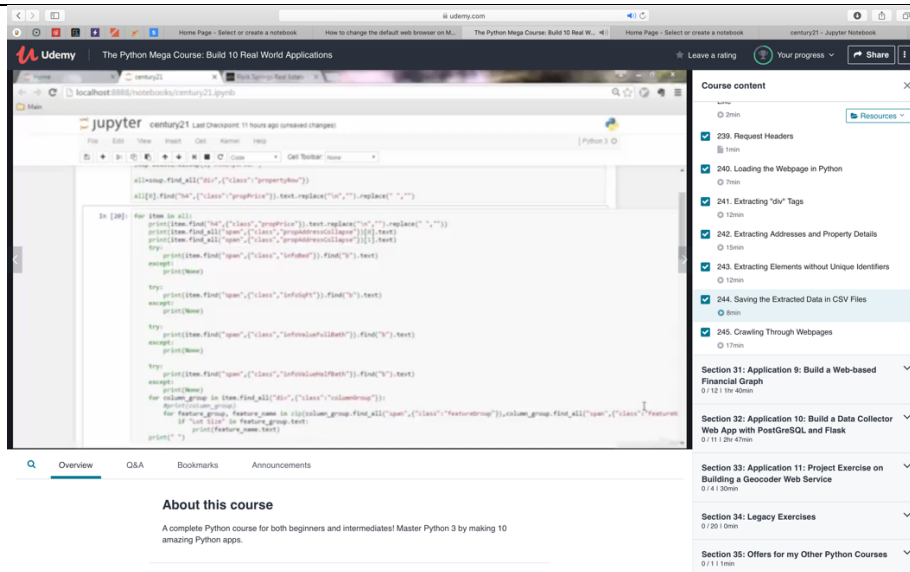 udemy.com
Home Page - Select or create a notebook
How to change the default web browser on M...
The Python Mega Course: Build 10 Real W...
Home Page - Select or create a notebook
century21 - Jupyter Notebook
Udemy
The Python Mega Course: Build 10 Real World Applications
Leave a rating
Your progress
Share
Home
century21
Rock Springs Real Estate
localhost:8888/notebooks/century21.ipynb
Main
jupyter century21 Last Checkpoint: 11 hours ago (unsaved changes)
File Edit View Insert Cell Kernel Help
Python 3
Code
Cell Toolbar: None
all=soup.find_all("div",{"class":"propertyRow"})
all[0].find("h4",{"class":"propPrice"}).text.replace("\n","").replace(" ","")
In [20]: for item in all:
print(item.find("h4",{"class","propPrice"}).text.replace("\n","").replace(" ",""))
print(item.find_all("span",{"class","propAddressCollapse"})[0].text)
print(item.find_all("span",{"class","propAddressCollapse"})[1].text)
try:
print(item.find("span",{"class","infoBed"}).find("b").text)
except:
print(None)
try:
print(item.find("span",{"class","infoSqFt"}).find("b").text)
except:
print(None)
try:
print(item.find("span",{"class","infoValueFullBath"}).find("b").text)
except:
print(None)
try:
print(item.find("span",{"class","infoValueHalfBath"}).find("b").text)
except:
print(None)
for column_group in item.find_all("div",{"class":"columnGroup"}):
#print(column_group)
for feature_group, feature_name in zip(column_group.find_all("span",{"class":"featureGroup"}),column_group.find_all("span",{"class":"featureN
if "Lot Size" in feature_group.text:
print(feature_name.text)
print(" ")
Course content
2min
Resources
239. Request Headers
1min
240. Loading the Webpage in Python
7min
241. Extracting "div" Tags
12min
242. Extracting Addresses and Property Details
15min
243. Extracting Elements without Unique Identifiers
12min
244. Saving the Extracted Data in CSV Files
8min
245. Crawling Through Webpages
17min
Section 31: Application 9: Build a Web-based
Financial Graph
0 / 12 | 1hr 40min
Section 32: Application 10: Build a Data Collector
Web App with PostGreSQL and Flask
0 / 11 | 2hr 47min
Section 33: Application 11: Project Exercise on
Building a Geocoder Web Service
0 / 4 | 30min
Section 34: Legacy Exercises
0 / 20 | 0min
Section 35: Offers for my Other Python Courses
0 / 1 | 1min
Overview
Q&A
Bookmarks
Announcements
About this course
A complete Python course for both beginners and intermediates! Master Python 3 by making 10
amazing Python apps.